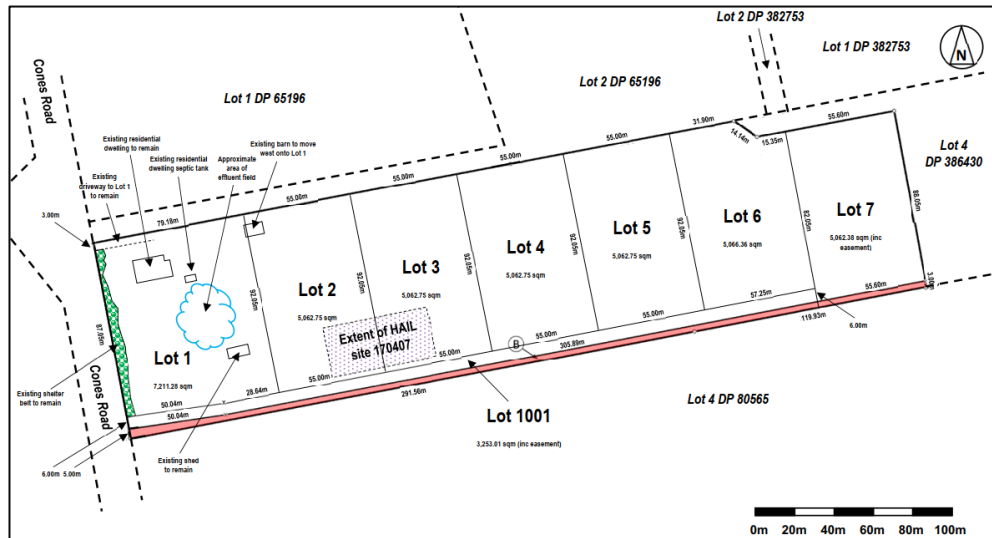 Lot 2 DP 382753
Lot 1 DP 382753
N
Cones Road
Lot 1 DP 65196
Lot 2 DP 65196
Lot 4
DP 386430
Existing residential
dwelling to remain
Existing residential
dwelling septic tank
Approximate
area of
effluent field
Existing barn to move
west onto Lot 1
Existing
driveway to Lot 1
to remain
3.00m
79.18m
55.00m
55.00m
55.00m
55.00m
31.90m
14.14m
15.35m
55.60m
88.05m
3.00m
92.05m
92.05m
92.05m
92.05m
92.05m
82.05m
87.05m
Lot 1
7,211.28 sqm
Lot 2
5,062.75 sqm
Lot 3
5,062.75 sqm
Lot 4
5,062.75 sqm
Lot 5
5,062.75 sqm
Lot 6
5,066.36 sqm
Lot 7
5,062.38 sqm (inc
easement)
Extent of HAIL
site 170407
Existing shelter
belt to remain
Cones Road
50.04m
28.64m
55.00m
55.00m
55.00m
55.00m
57.25m
55.60m
50.04m
291.56m
B
305.89m
119.93m
6.00m
Lot 1001
3,253.01 sqm (inc easement)
Lot 4 DP 80565
Existing shed
to remain
6.00m 5.00m
0m 20m 40m 60m 80m 100m